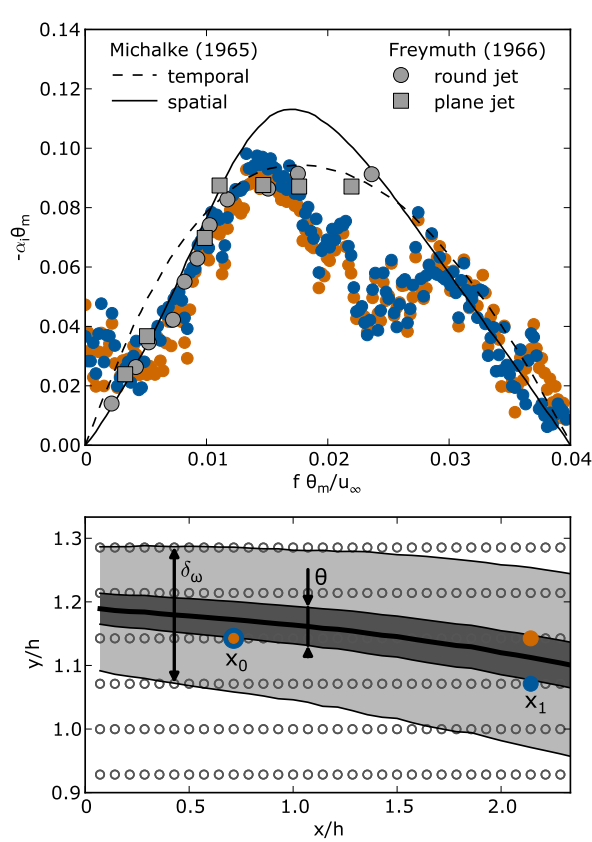 0.14
0.12
0.10
0.08
0.06
0.04
0.02
0.00
-αᵢθₘ
Michalke (1965)
temporal
spatial
Freymuth (1966)
round jet
plane jet
0 0.01 0.02 0.03 0.04
f θₘ/u∞
1.3
1.2
1.1
1.0
0.9
y/h
δω
θ
x₀
x₁
0 0.5 1.0 1.5 2.0
x/h